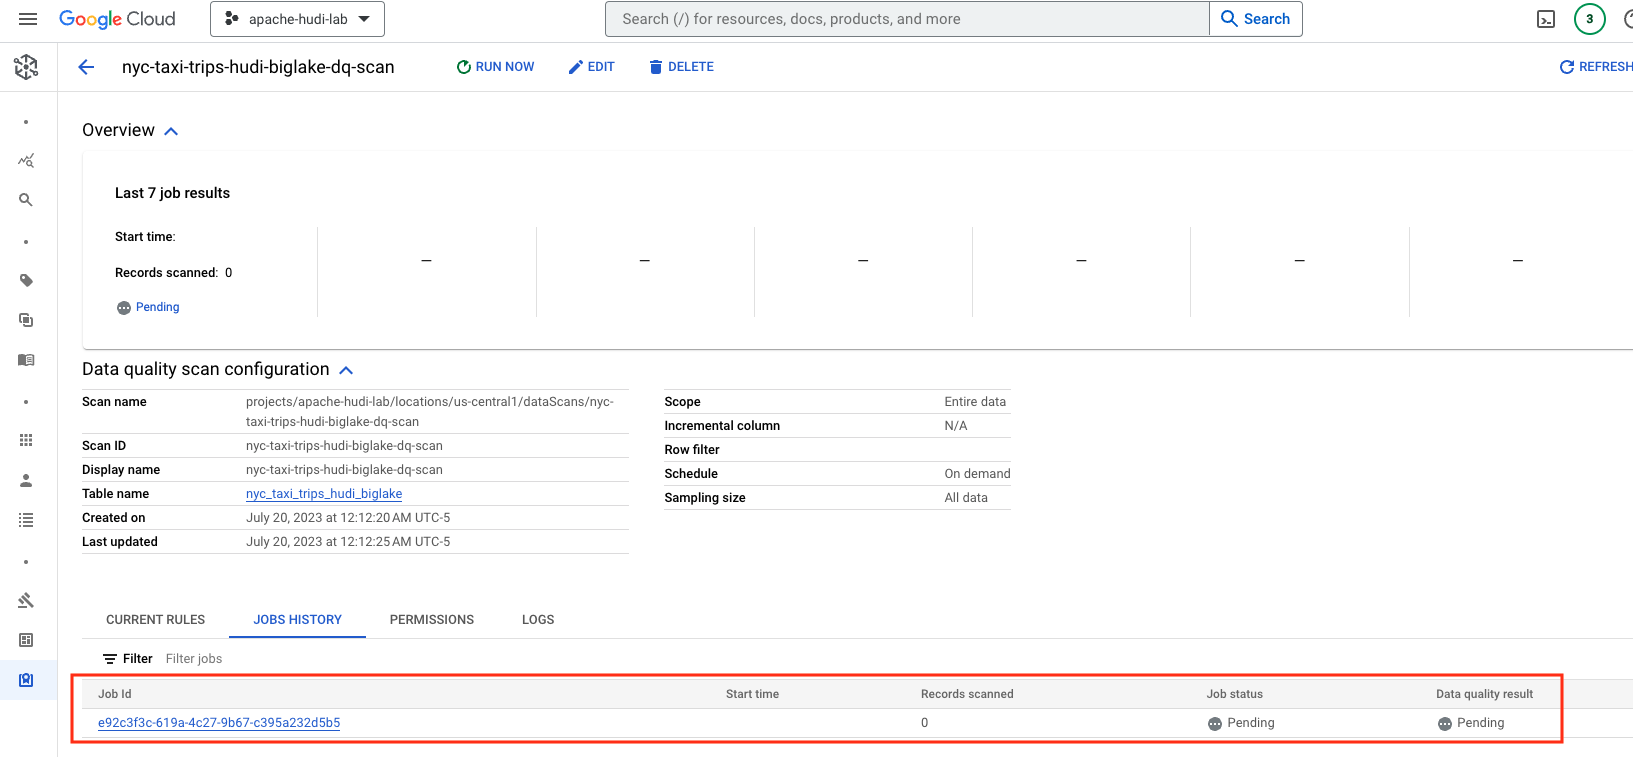 Google Cloud
apache-hudi-lab
Search (/) for resources, docs, products, and more
Search
3
nyc-taxi-trips-hudi-biglake-dq-scan
RUN NOW
EDIT
DELETE
REFRESH
Overview
Last 7 job results
Start time:
Records scanned: 0
Pending
– – – – – –
Data quality scan configuration
Scan name projects/apache-hudi-lab/locations/us-central1/dataScans/nyc-
taxi-trips-hudi-biglake-dq-scan
Scan ID nyc-taxi-trips-hudi-biglake-dq-scan
Display name nyc-taxi-trips-hudi-biglake-dq-scan
Table name nyc_taxi_trips_hudi_biglake
Created on July 20, 2023 at 12:12:20 AM UTC-5
Last updated July 20, 2023 at 12:12:25 AM UTC-5
Scope Entire data
Incremental column N/A
Row filter
Schedule On demand
Sampling size All data
CURRENT RULES JOBS HISTORY PERMISSIONS LOGS
Filter Filter jobs
Job Id Start time Records scanned Job status Data quality result
e92c3f3c-619a-4c27-9b67-c395a232d5b5 0 Pending Pending